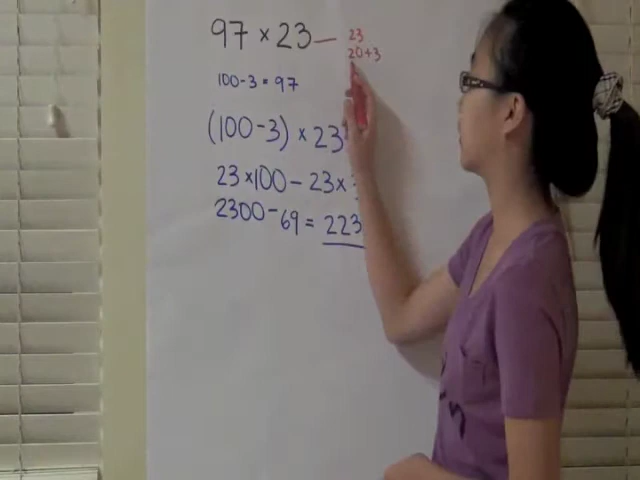 97 × 23 — 23
20+3
100-3 = 97
(100-3) × 23
23×100 - 23×
2300-69 = 223